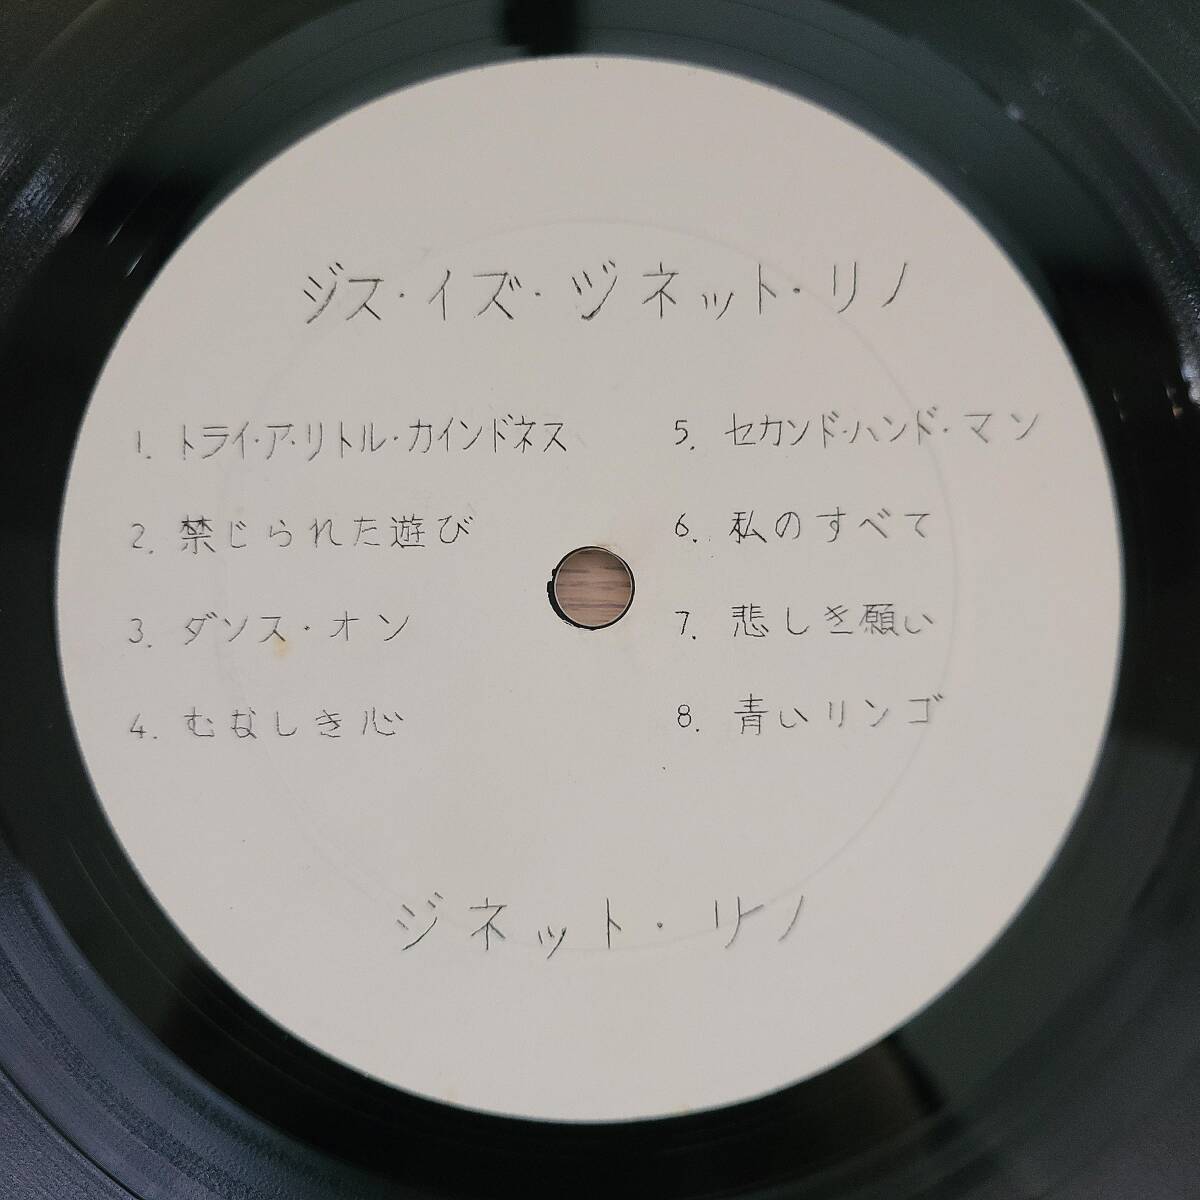 ジス・イズ・ジネット・リノ
1. トライ・ア・リトル・カインドネス
2. 禁じられた遊び
3. ダンス・オン
4. むなしき心
5. セカンド・ハンド・マン
6. 私のすべて
7. 悲しき願い
8. 青いリンゴ
ジネット・リノ